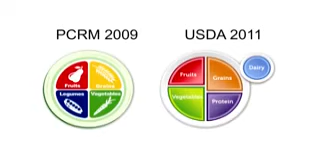 PCRM 2009
USDA 2011
Fruits
Grains
Legumes
Vegetables
Fruits
Grains
Dairy
Vegetables
Protein